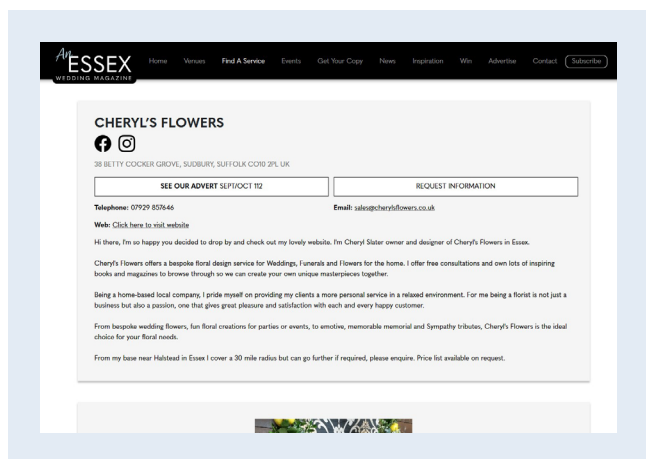 An
ESSEX
WEDDING MAGAZINE
Home Venues Find A Service Events Get Your Copy News Inspiration Win Advertise Contact Subscribe
CHERYL'S FLOWERS
38 BETTY COCKER GROVE, SUDBURY, SUFFOLK CO10 2PL UK
SEE OUR ADVERT SEPT/OCT 112
REQUEST INFORMATION
Telephone: 07929 857646
Email: sales@cherylsflowers.co.uk
Web: Click here to visit website
Hi there, I'm so happy you decided to drop by and check out my lovely website. I'm Cheryl Slater owner and designer of Cheryl's Flowers in Essex.
Cheryl's Flowers offers a bespoke floral design service for Weddings, Funerals and Flowers for the home. I offer free consultations and own lots of inspiring
books and magazines to browse through so we can create your own unique masterpieces together.
Being a home-based local company, I pride myself on providing my clients a more personal service in a relaxed environment. For me being a florist is not just a
business but also a passion, one that gives great pleasure and satisfaction with each and every happy customer.
From bespoke wedding flowers, fun floral creations for parties or events, to emotive, memorable memorial and Sympathy tributes, Cheryl's Flowers is the ideal
choice for your floral needs.
From my base near Halstead in Essex I cover a 30 mile radius but can go further if required, please enquire. Price list available on request.